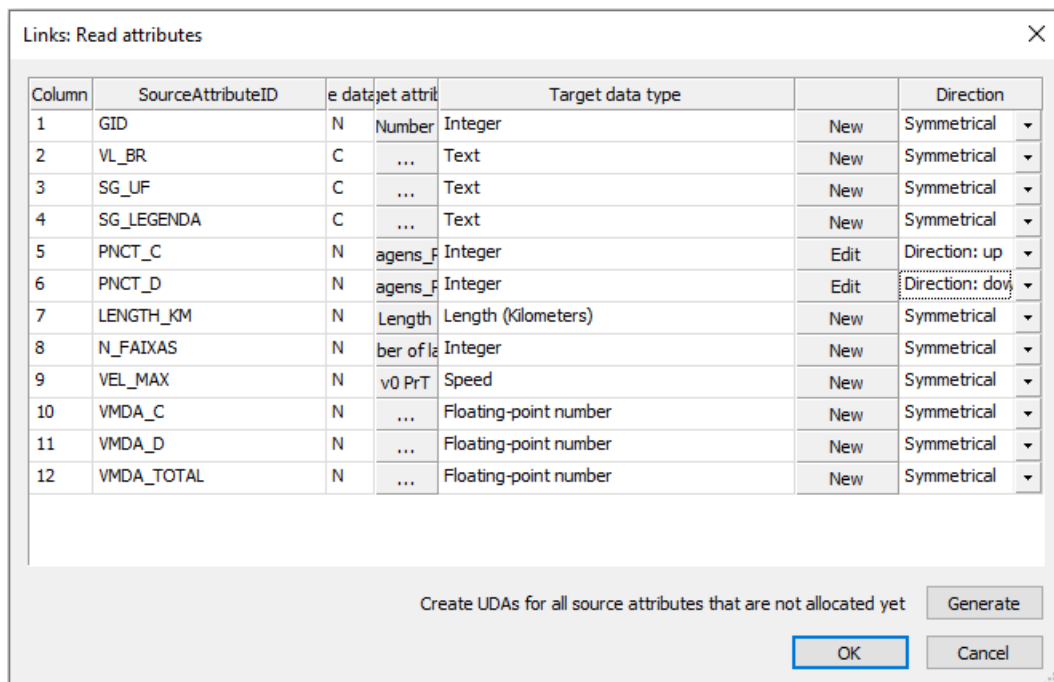 Links: Read attributes
Column SourceAttributeID e data get attrib Target data type Direction
1 GID N Number Integer New Symmetrical
2 VL_BR C ... Text New Symmetrical
3 SG_UF C ... Text New Symmetrical
4 SG_LEGENDA C ... Text New Symmetrical
5 PNCT_C N agens_F Integer Edit Direction: up
6 PNCT_D N agens_F Integer Edit Direction: dow
7 LENGTH_KM N Length Length (Kilometers) New Symmetrical
8 N_FAIXAS N ber of la Integer New Symmetrical
9 VEL_MAX N v0 PrT Speed New Symmetrical
10 VMDA_C N ... Floating-point number New Symmetrical
11 VMDA_D N ... Floating-point number New Symmetrical
12 VMDA_TOTAL N ... Floating-point number New Symmetrical
Create UDAs for all source attributes that are not allocated yet Generate
OK Cancel